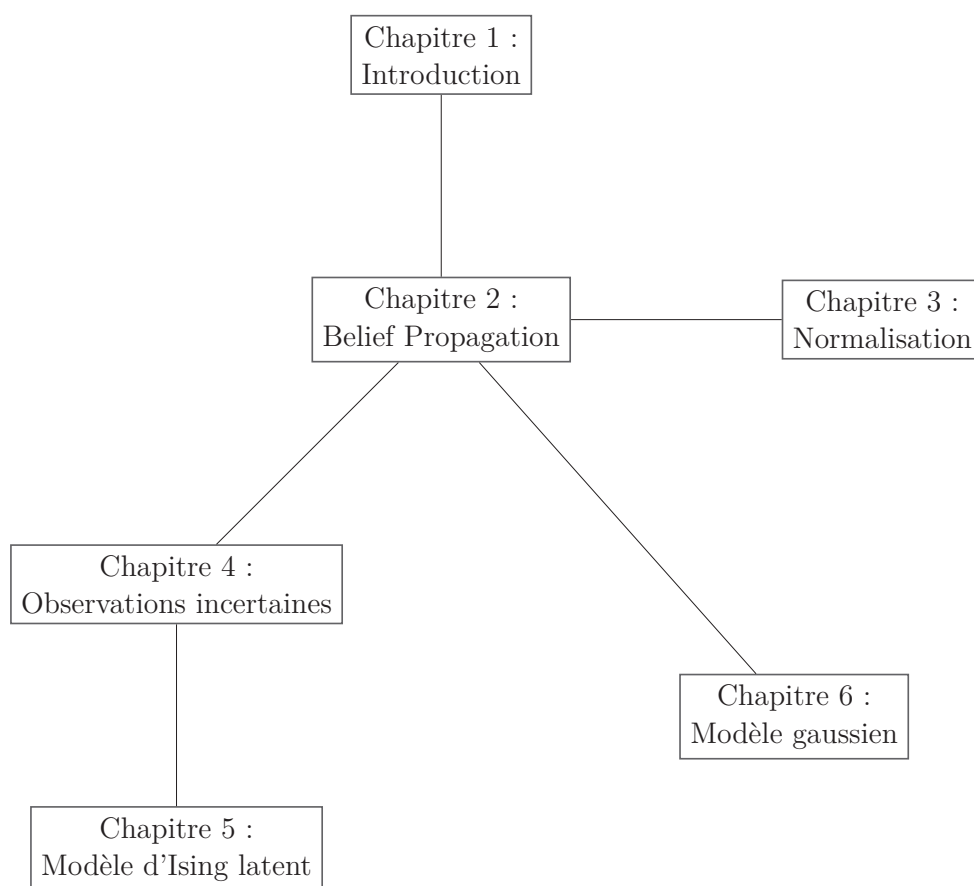 Chapitre 1 :
Introduction
Chapitre 2 :
Belief Propagation
Chapitre 3 :
Normalisation
Chapitre 4 :
Observations incertaines
Chapitre 6 :
Modèle gaussien
Chapitre 5 :
Modèle d'Ising latent